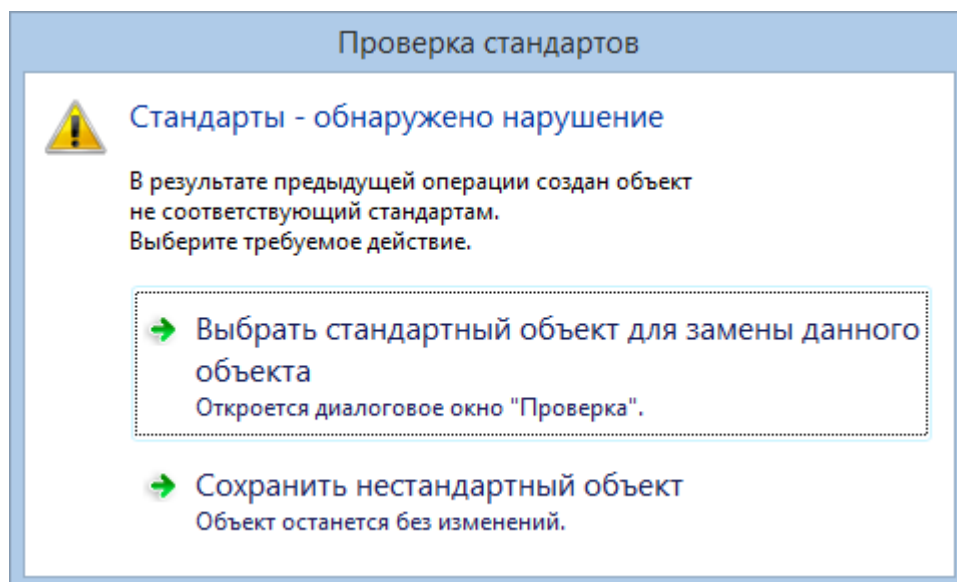 Проверка стандартов
Стандарты - обнаружено нарушение
В результате предыдущей операции создан объект
не соответствующий стандартам.
Выберите требуемое действие.
Выбрать стандартный объект для замены данного
объекта
Откроется диалоговое окно "Проверка".
Сохранить нестандартный объект
Объект останется без изменений.